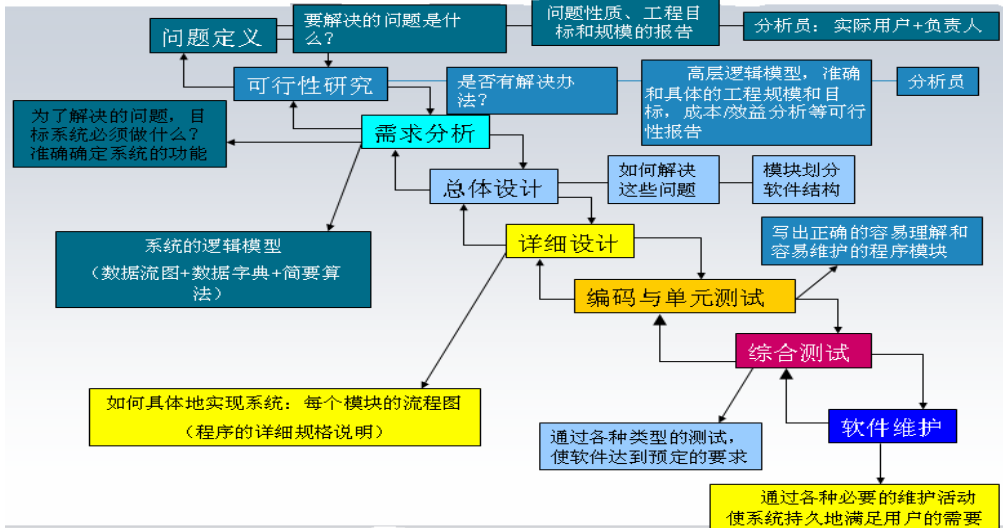 问题定义
要解决的问题是什
么？
问题性质、工程目
标和规模的报告
分析员：实际用户+负责人
可行性研究
是否有解决办
法？
高层逻辑模型，准确
和具体的工程规模和目
标，成本/效益分析等可行
性报告
分析员
为了解决的问题，目
标系统必须做什么？
准确确定系统的功能
需求分析
总体设计
如何解决
这些问题
模块划分
软件结构
系统的逻辑模型
（数据流图+数据字典+简要算
法）
详细设计
写出正确的容易理解和
容易维护的程序模块
编码与单元测试
综合测试
如何具体地实现系统：每个模块的流程图
（程序的详细规格说明）
通过各种类型的测试，
使软件达到预定的要求
软件维护
通过各种必要的维护活动
使系统持久地满足用户的需要